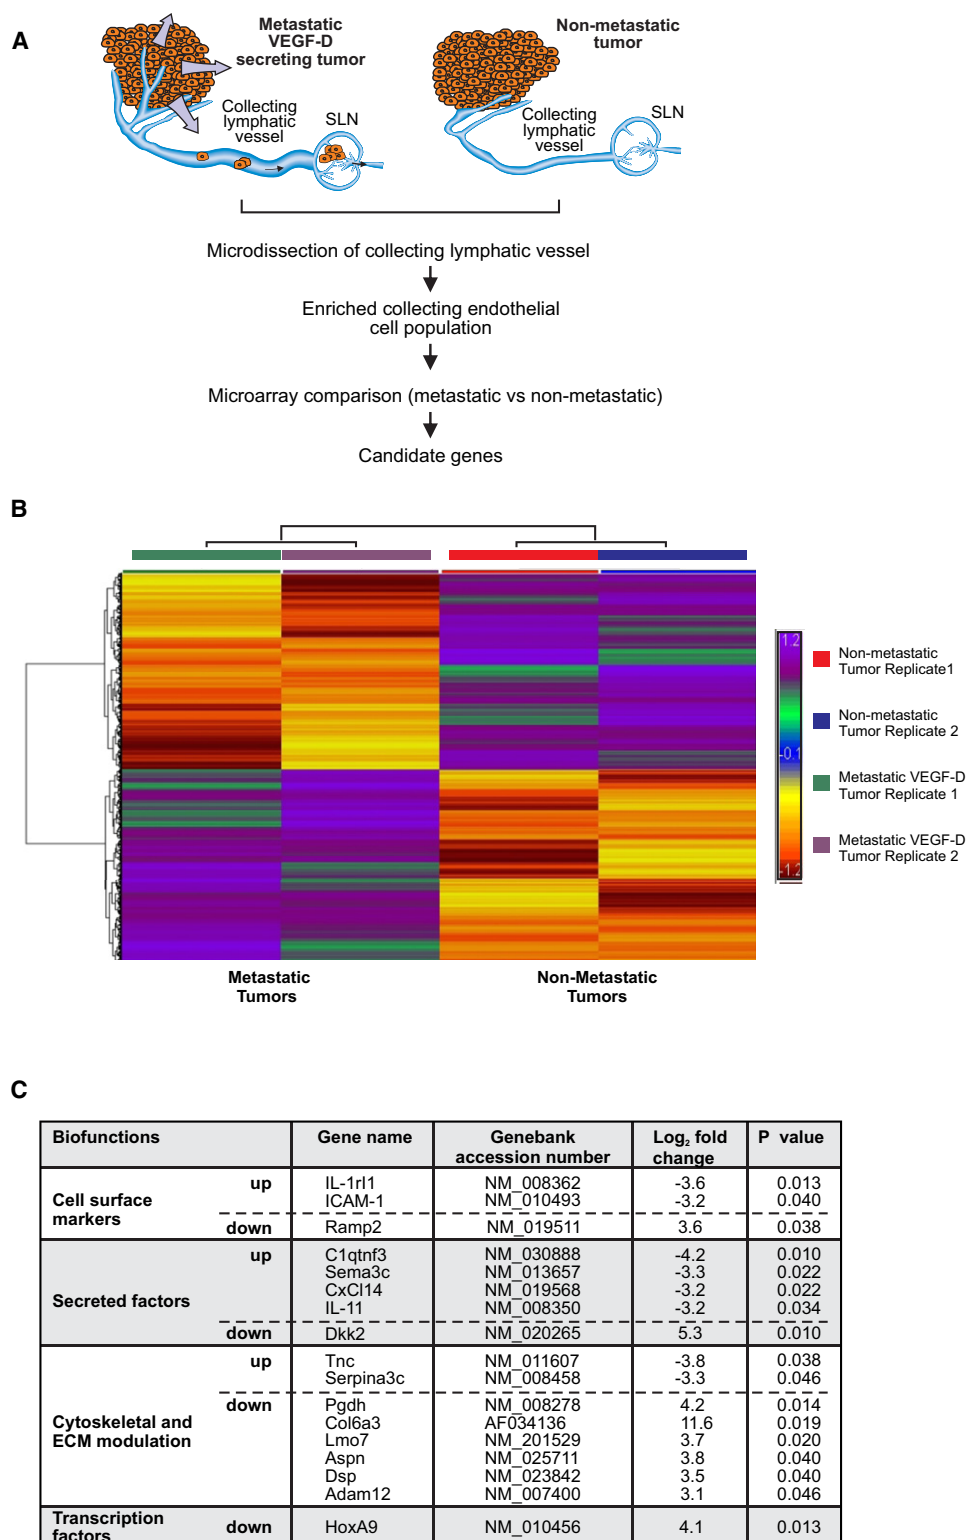 A
Metastatic
VEGF-D
secreting tumor
Collecting
lymphatic
vessel
SLN
Non-metastatic
tumor
Collecting
lymphatic
vessel
SLN
Microdissection of collecting lymphatic vessel
Enriched collecting endothelial
cell population
Microarray comparison (metastatic vs non-metastatic)
Candidate genes
B
1.2
-0.1
-1.2
Non-metastatic
Tumor Replicate1
Non-metastatic
Tumor Replicate 2
Metastatic VEGF-D
Tumor Replicate 1
Metastatic VEGF-D
Tumor Replicate 2
Metastatic
Tumors
Non-Metastatic
Tumors
C
Biofunctions Gene name Genebank accession number Log2 fold change P value
Cell surface markers
up IL-1rl1 NM_008362 -3.6 0.013
ICAM-1 NM_010493 -3.2 0.040
down Ramp2 NM_019511 3.6 0.038
Secreted factors
up C1qtnf3 NM_030888 -4.2 0.010
Sema3c NM_013657 -3.3 0.022
CxCl14 NM_019568 -3.2 0.022
IL-11 NM_008350 -3.2 0.034
down Dkk2 NM_020265 5.3 0.010
Cytoskeletal and ECM modulation
up Tnc NM_011607 -3.8 0.038
Serpina3c NM_008458 -3.3 0.046
down Pgdh NM_008278 4.2 0.014
Col6a3 AF034136 11.6 0.019
Lmo7 NM_201529 3.7 0.020
Aspn NM_025711 3.8 0.040
Dsp NM_023842 3.5 0.040
Adam12 NM_007400 3.1 0.046
Transcription factors
down HoxA9 NM_010456 4.1 0.013